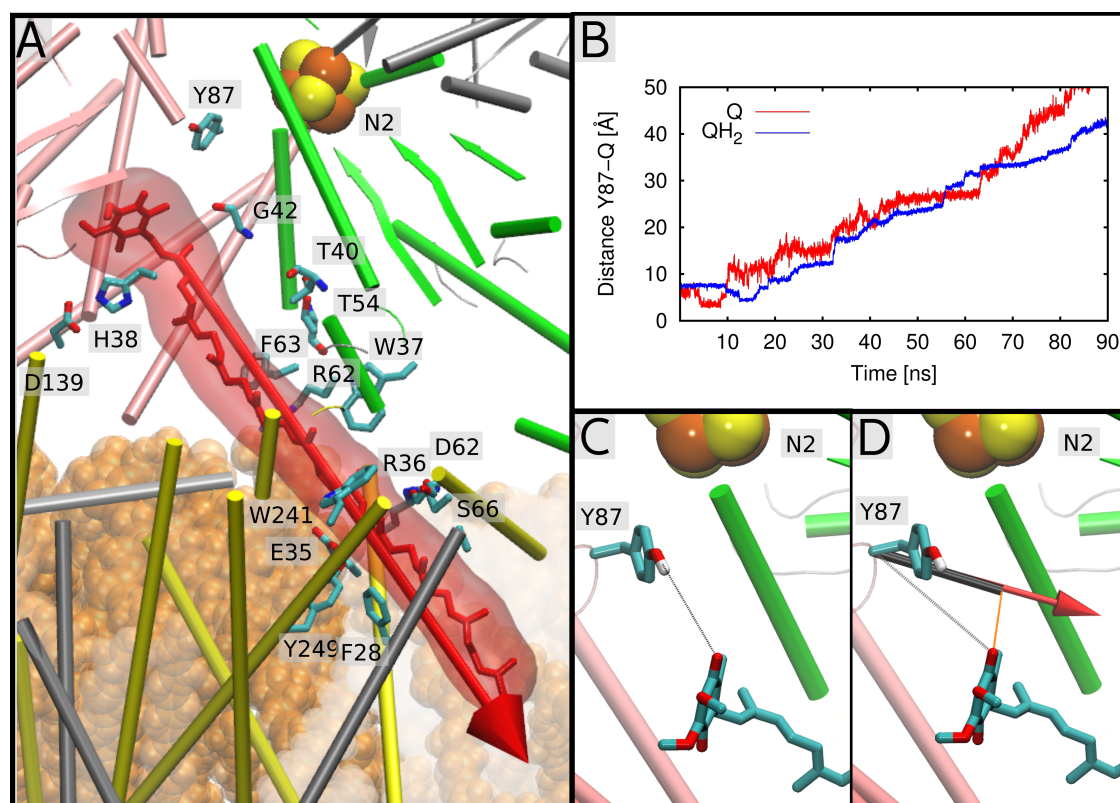 A
Y87
N2
G42
T40
T54
F63
W37
H38
R62
D139
D62
R36
W241
S66
E35
Y249
F28
B
Q
QH₂
Distance Y87–Q [Å]
50
40
30
20
10
0
10 20 30 40 50 60 70 80 90
Time [ns]
C
N2
Y87
D
N2
Y87